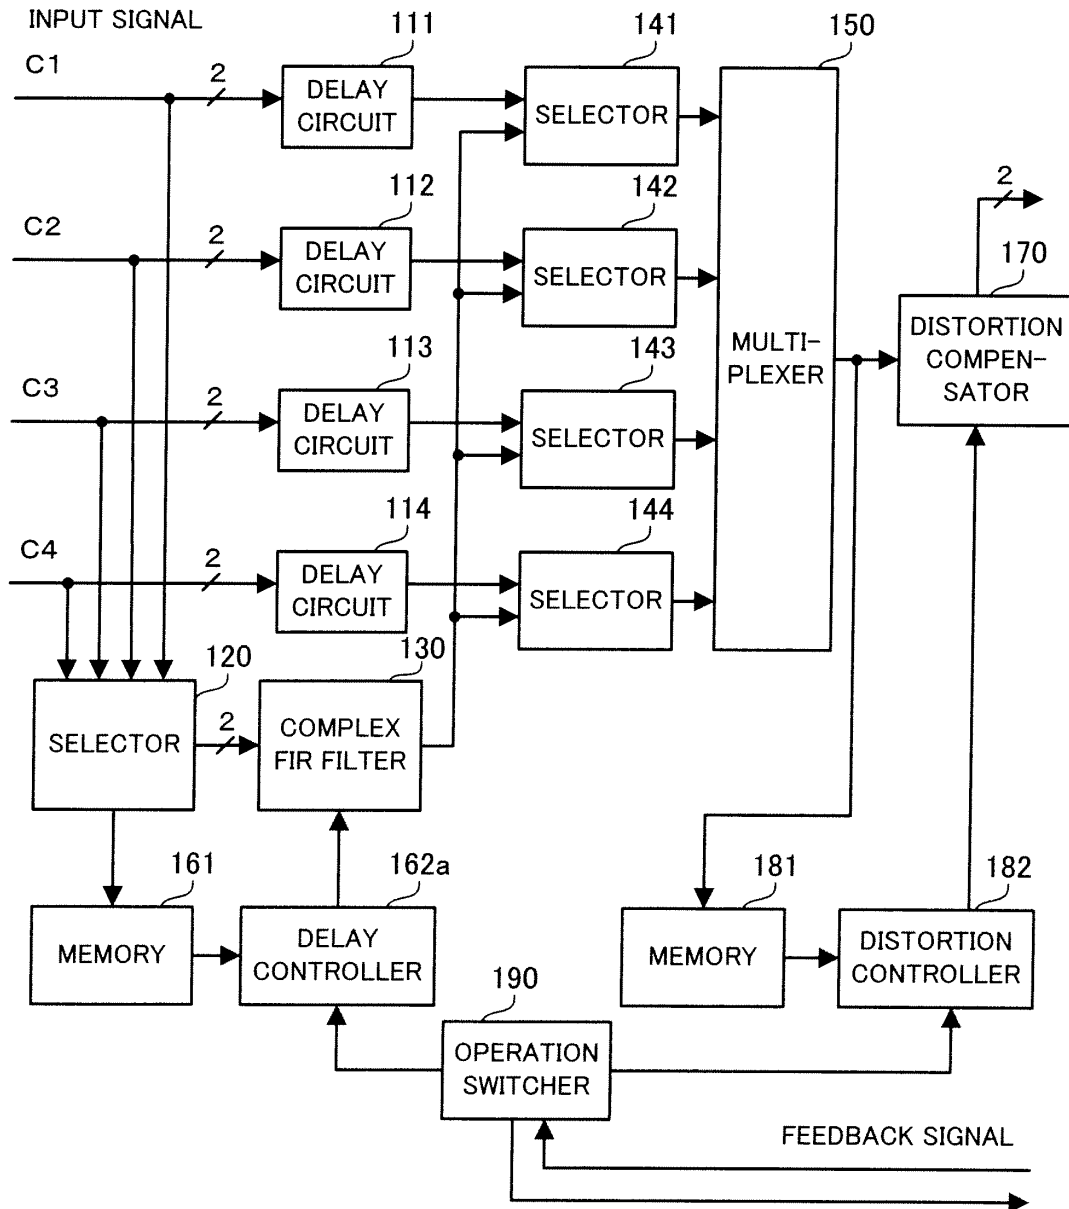 INPUT SIGNAL
111
141
150
C1
2
DELAY
CIRCUIT
SELECTOR
112
142
2
C2
2
DELAY
CIRCUIT
SELECTOR
170
113
143
MULTI-
PLEXER
DISTORTION
COMPEN-
SATOR
C3
2
DELAY
CIRCUIT
SELECTOR
114
144
C4
2
DELAY
CIRCUIT
SELECTOR
120
130
SELECTOR
2
COMPLEX
FIR FILTER
161
162a
181
182
MEMORY
DELAY
CONTROLLER
MEMORY
DISTORTION
CONTROLLER
190
OPERATION
SWITCHER
FEEDBACK SIGNAL